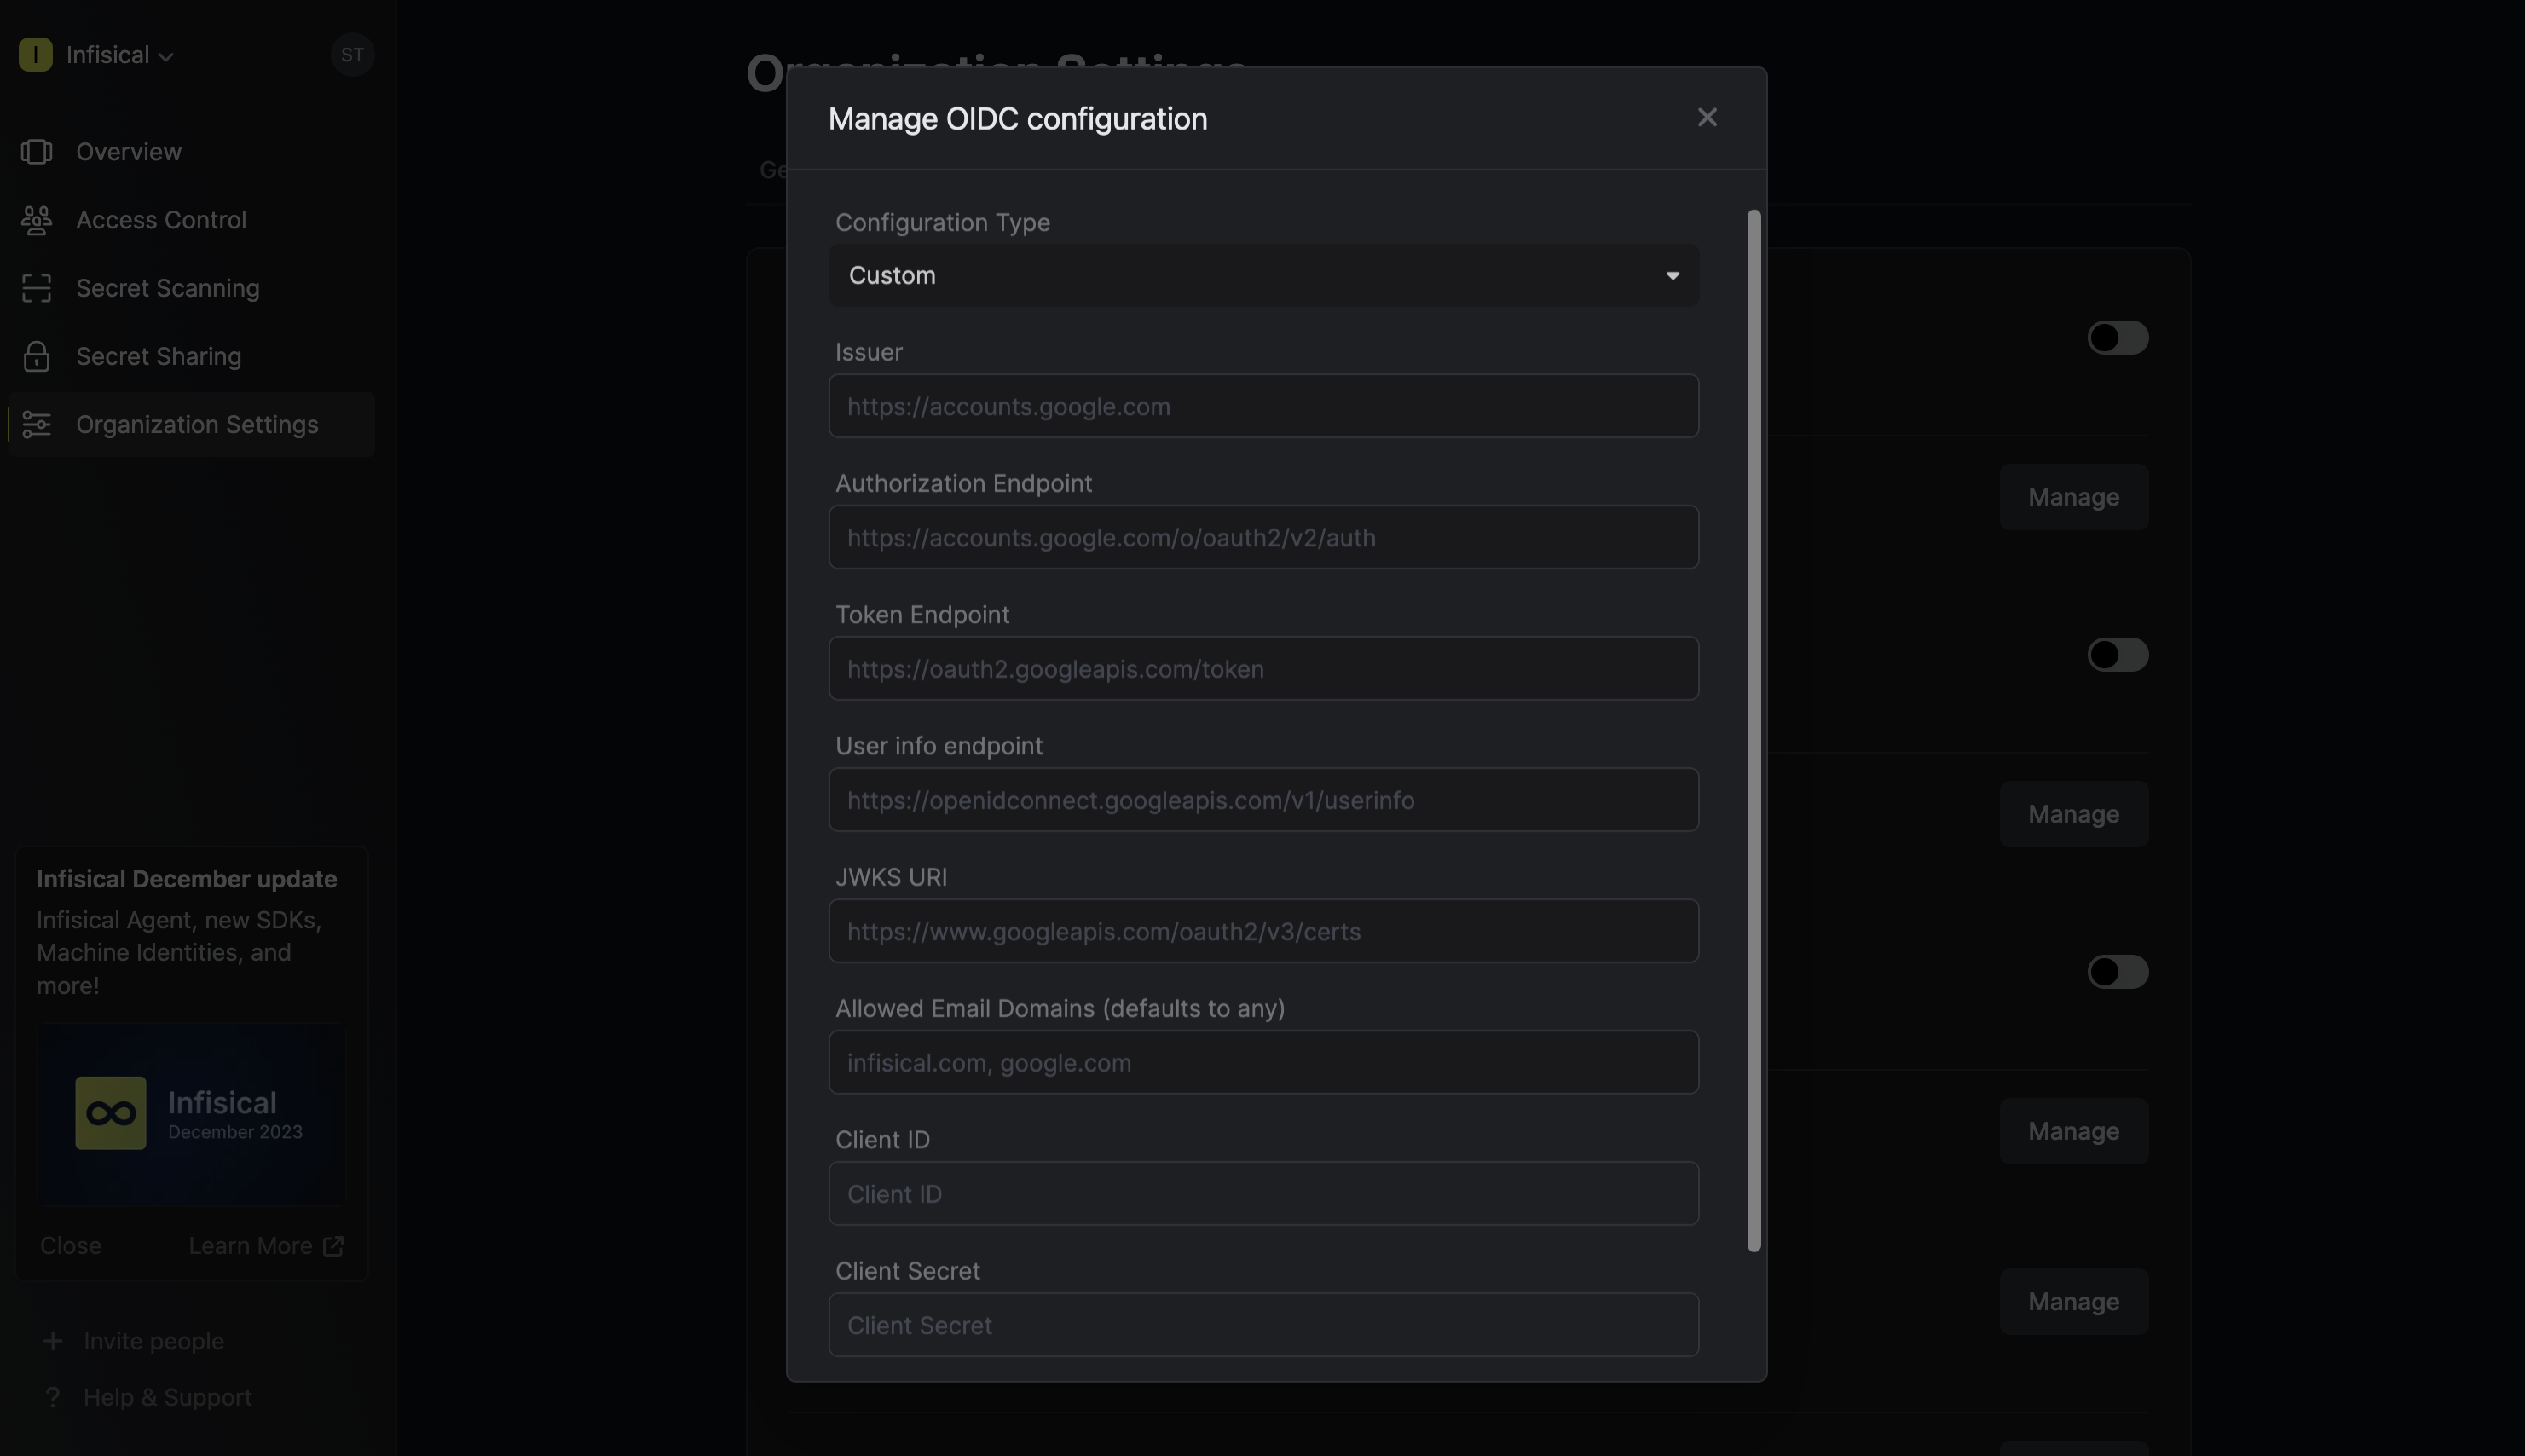 I Infisical
ST
Overview
Access Control
Secret Scanning
Secret Sharing
Organization Settings
Infisical December update
Infisical Agent, new SDKs,
Machine Identities, and
more!
Infisical
December 2023
Close
Learn More
+ Invite people
? Help & Support
Organization Settings
Ge
Manage OIDC configuration
Configuration Type
Custom
Issuer
https://accounts.google.com
Authorization Endpoint
https://accounts.google.com/o/oauth2/v2/auth
Token Endpoint
https://oauth2.googleapis.com/token
User info endpoint
https://openidconnect.googleapis.com/v1/userinfo
JWKS URI
https://www.googleapis.com/oauth2/v3/certs
Allowed Email Domains (defaults to any)
infisical.com, google.com
Client ID
Client ID
Client Secret
Client Secret
Manage
Manage
Manage
Manage